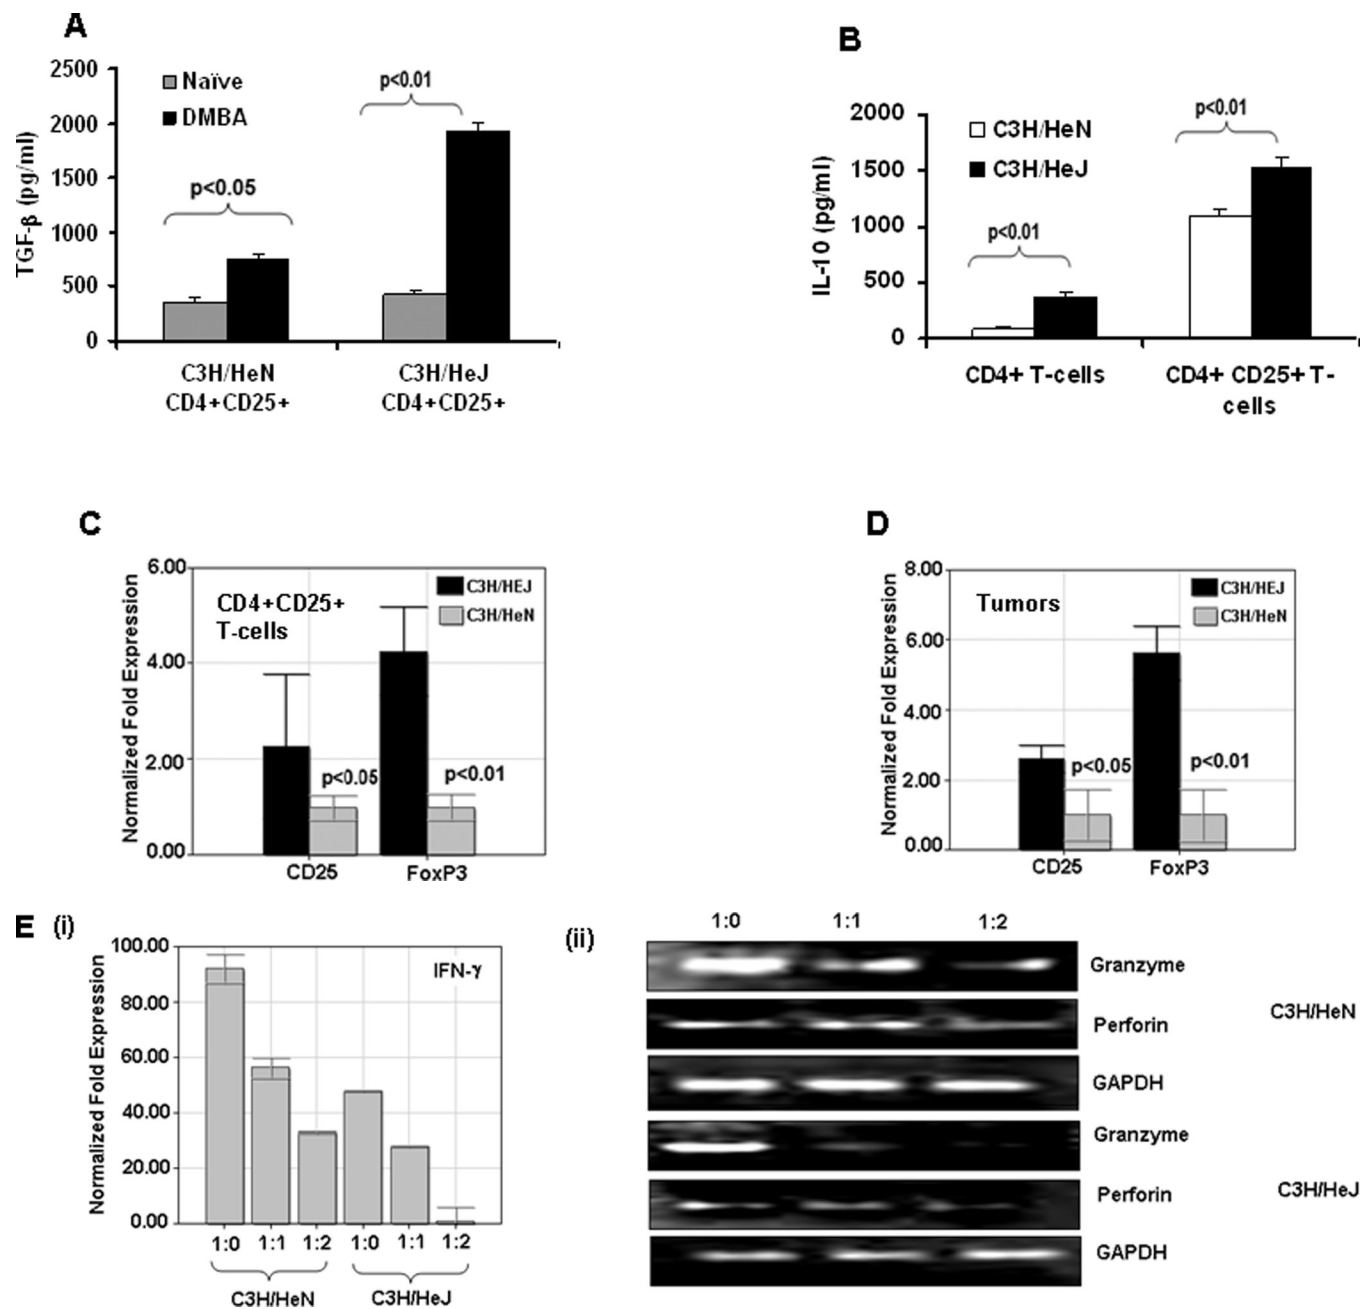 A
2500
2000
1500
1000
500
0
TGF-β (pg/ml)
Naïve
DMBA
p<0.05
p<0.01
C3H/HeN
CD4+CD25+
C3H/HeJ
CD4+CD25+
B
2000
1500
1000
500
0
IL-10 (pg/ml)
C3H/HeN
C3H/HeJ
p<0.01
p<0.01
CD4+ T-cells
CD4+ CD25+ T-
cells
C
6.00
4.00
2.00
0.00
Normalized Fold Expression
CD4+CD25+
T-cells
C3H/HEJ
C3H/HeN
p<0.05
p<0.01
CD25
FoxP3
D
8.00
6.00
4.00
2.00
0.00
Normalized Fold Expression
Tumors
C3H/HEJ
C3H/HeN
p<0.05
p<0.01
CD25
FoxP3
E (i)
100.00
80.00
60.00
40.00
20.00
0.00
Normalized Fold Expression
IFN-γ
1:0 1:1 1:2 1:0 1:1 1:2
C3H/HeN C3H/HeJ
(ii)
1:0 1:1 1:2
Granzyme
Perforin
C3H/HeN
GAPDH
Granzyme
Perforin
C3H/HeJ
GAPDH